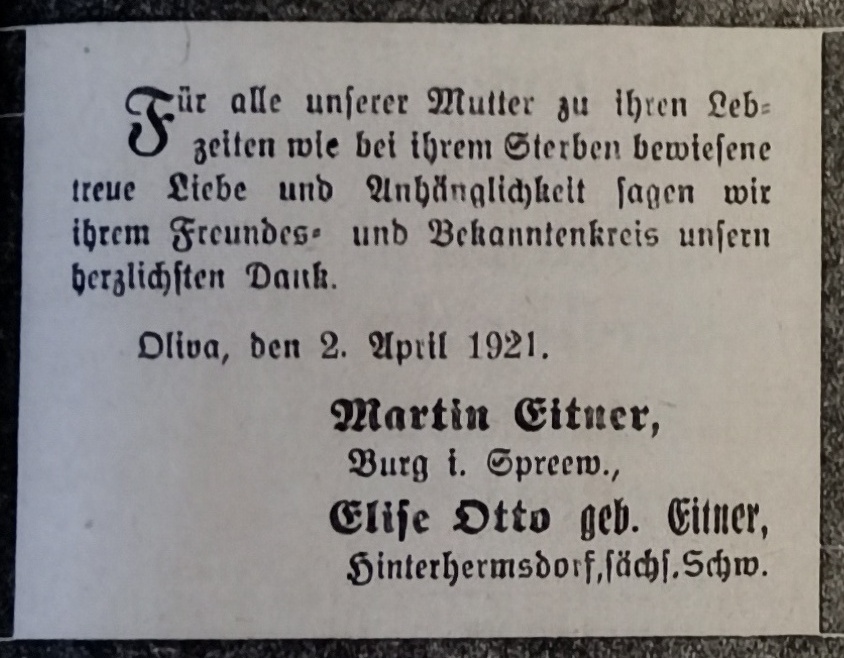 Für alle unserer Mutter zu ihren Leb-
zeiten wie bei ihrem Sterben bewiesene
treue Liebe und Anhänglichkeit sagen wir
ihrem Freundes- und Bekanntenkreis unsern
herzlichsten Dank.
Oliva, den 2. April 1921.
Martin Eitner,
Burg i. Spreew.,
Elise Otto geb. Eitner,
Hinterhermsdorf, sächs. Schw.